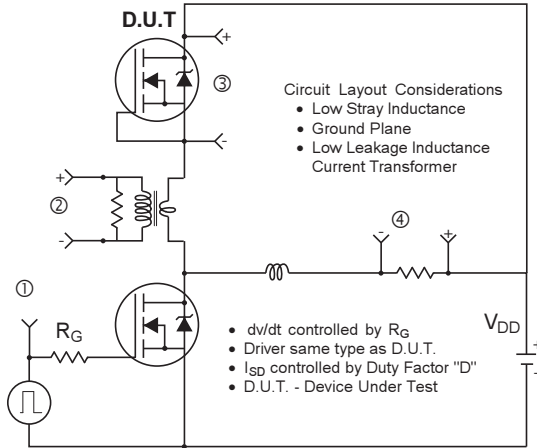 D.U.T
+
③
-
Circuit Layout Considerations
• Low Stray Inductance
• Ground Plane
• Low Leakage Inductance
Current Transformer
+
②
-
④
-
+
①
RG
• dv/dt controlled by RG
• Driver same type as D.U.T.
• ISD controlled by Duty Factor "D"
• D.U.T. - Device Under Test
VDD
+
-